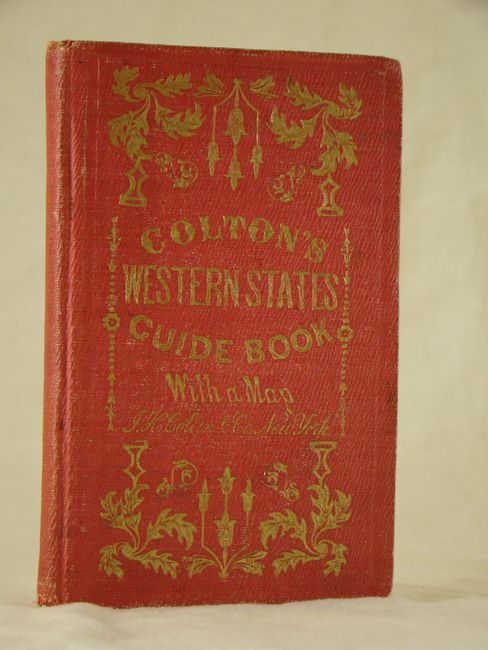 COLTON'S
WESTERN STATES
GUIDE BOOK
With a Map
J.H. Colton & Co. New York.